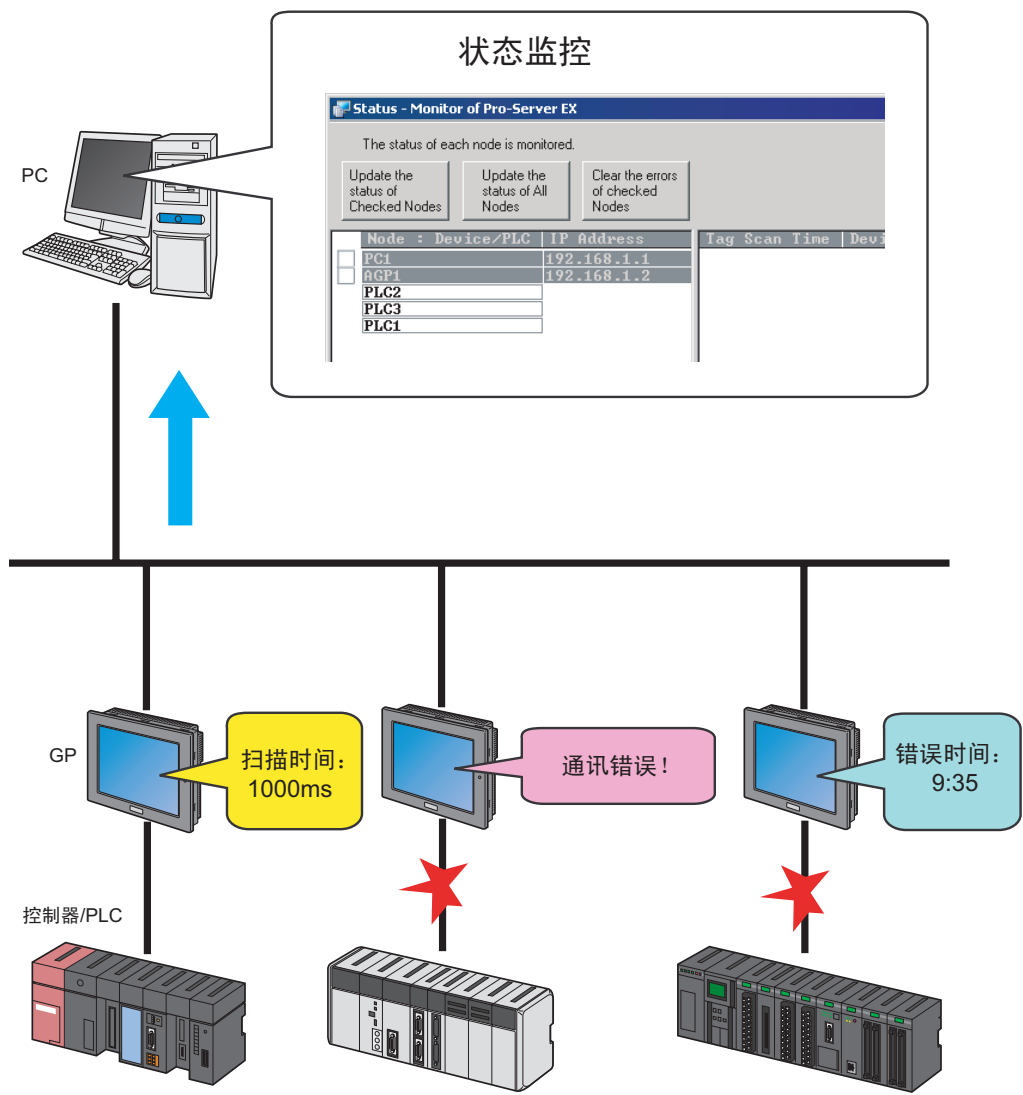 状态监控
Status - Monitor of Pro-Server EX
The status of each node is monitored.
Update the status of Checked Nodes
Update the status of All Nodes
Clear the errors of checked Nodes
Node : Device/PLC IP Address Tag Scan Time Devi
PC1 192.168.1.1
AGP1 192.168.1.2
PLC2
PLC3
PLC1
PC
GP
扫描时间：
1000ms
通讯错误！
错误时间：
9:35
控制器/PLC